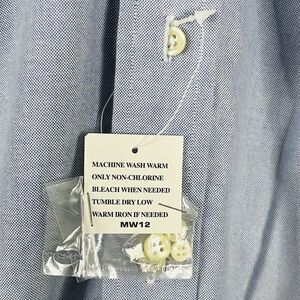 MACHINE WASH WARM
ONLY NON-CHLORINE
BLEACH WHEN NEEDED
TUMBLE DRY LOW
WARM IRON IF NEEDED
MW12